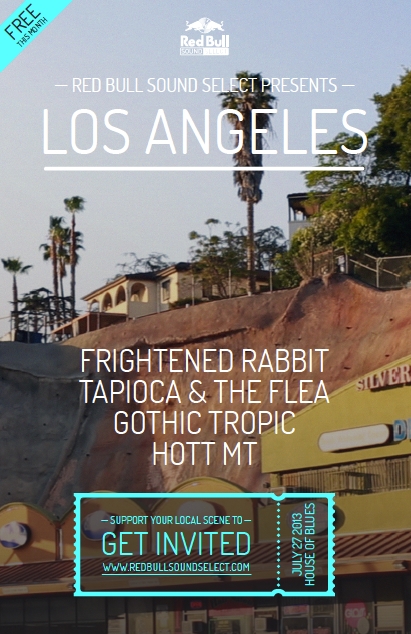 FREE
THIS MONTH
Red Bull
SOUND SELECT
— RED BULL SOUND SELECT PRESENTS —
LOS ANGELES
FRIGHTENED RABBIT
TAPIOCA & THE FLEA
GOTHIC TROPIC
HOTT MT
SILVER
— SUPPORT YOUR LOCAL SCENE TO —
GET INVITED
WWW.REDBULLSOUNDSELECT.COM
JULY 27 2013
HOUSE OF BLUES